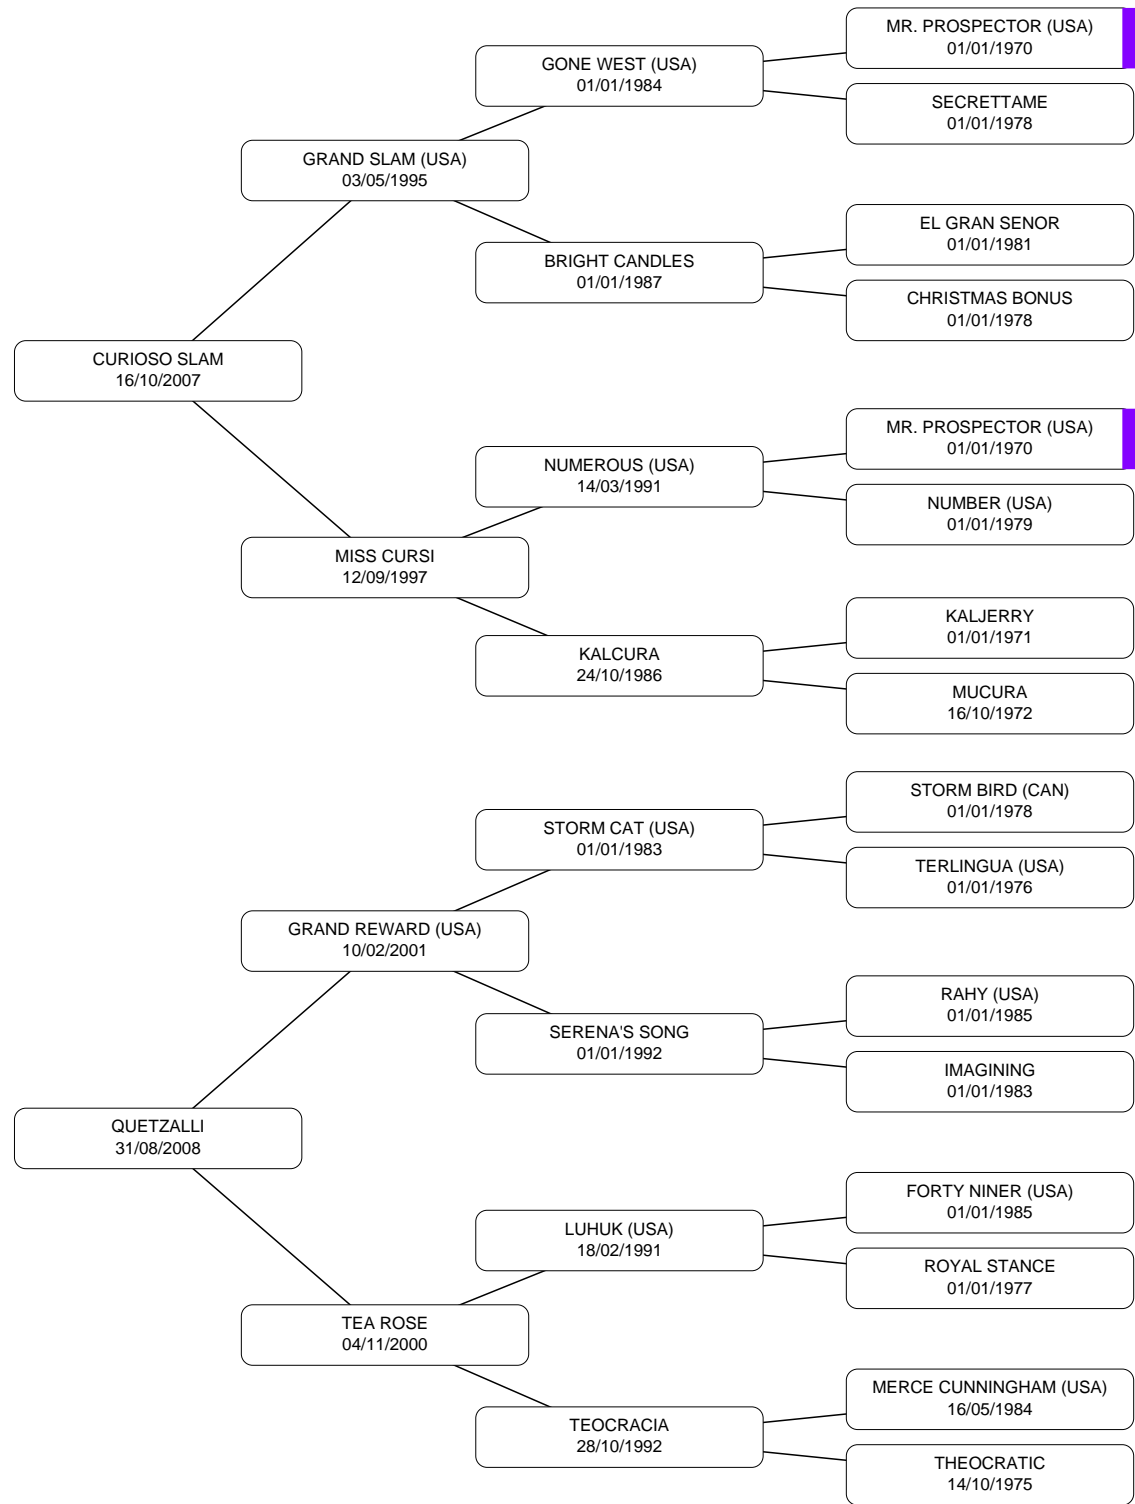 MR. PROSPECTOR (USA)
01/01/1970
GONE WEST (USA)
01/01/1984
SECRETTAME
01/01/1978
GRAND SLAM (USA)
03/05/1995
EL GRAN SENOR
01/01/1981
BRIGHT CANDLES
01/01/1987
CHRISTMAS BONUS
01/01/1978
CURIOSO SLAM
16/10/2007
MR. PROSPECTOR (USA)
01/01/1970
NUMEROUS (USA)
14/03/1991
NUMBER (USA)
01/01/1979
MISS CURSI
12/09/1997
KALJERRY
01/01/1971
KALCURA
24/10/1986
MUCURA
16/10/1972
STORM BIRD (CAN)
01/01/1978
STORM CAT (USA)
01/01/1983
TERLINGUA (USA)
01/01/1976
GRAND REWARD (USA)
10/02/2001
RAHY (USA)
01/01/1985
SERENA'S SONG
01/01/1992
IMAGINING
01/01/1983
QUETZALLI
31/08/2008
FORTY NINER (USA)
01/01/1985
LUHUK (USA)
18/02/1991
ROYAL STANCE
01/01/1977
TEA ROSE
04/11/2000
MERCE CUNNINGHAM (USA)
16/05/1984
TEOCRACIA
28/10/1992
THEOCRATIC
14/10/1975